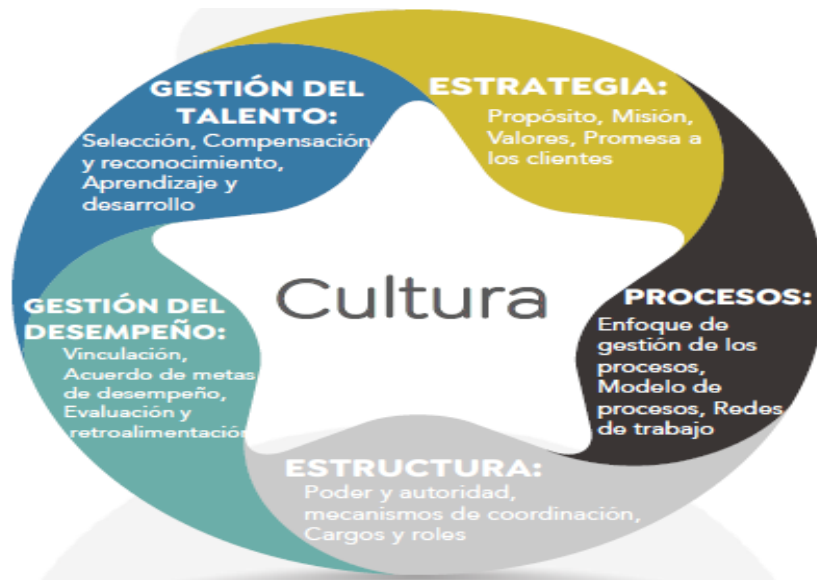 GESTIÓN DEL
TALENTO:
Selección, Compensación
y reconocimiento,
Aprendizaje y
desarrollo
ESTRATEGIA:
Propósito, Misión,
Valores, Promesa a
los clientes
Cultura
PROCESOS:
Enfoque de
gestión de los
procesos,
Modelo de
procesos, Redes
de trabajo
GESTIÓN DEL
DESEMPEÑO:
Vinculación,
Acuerdo de metas
de desempeño,
Evaluación y
retroalimentación
ESTRUCTURA:
Poder y autoridad,
mecanismos de coordinación,
Cargos y roles